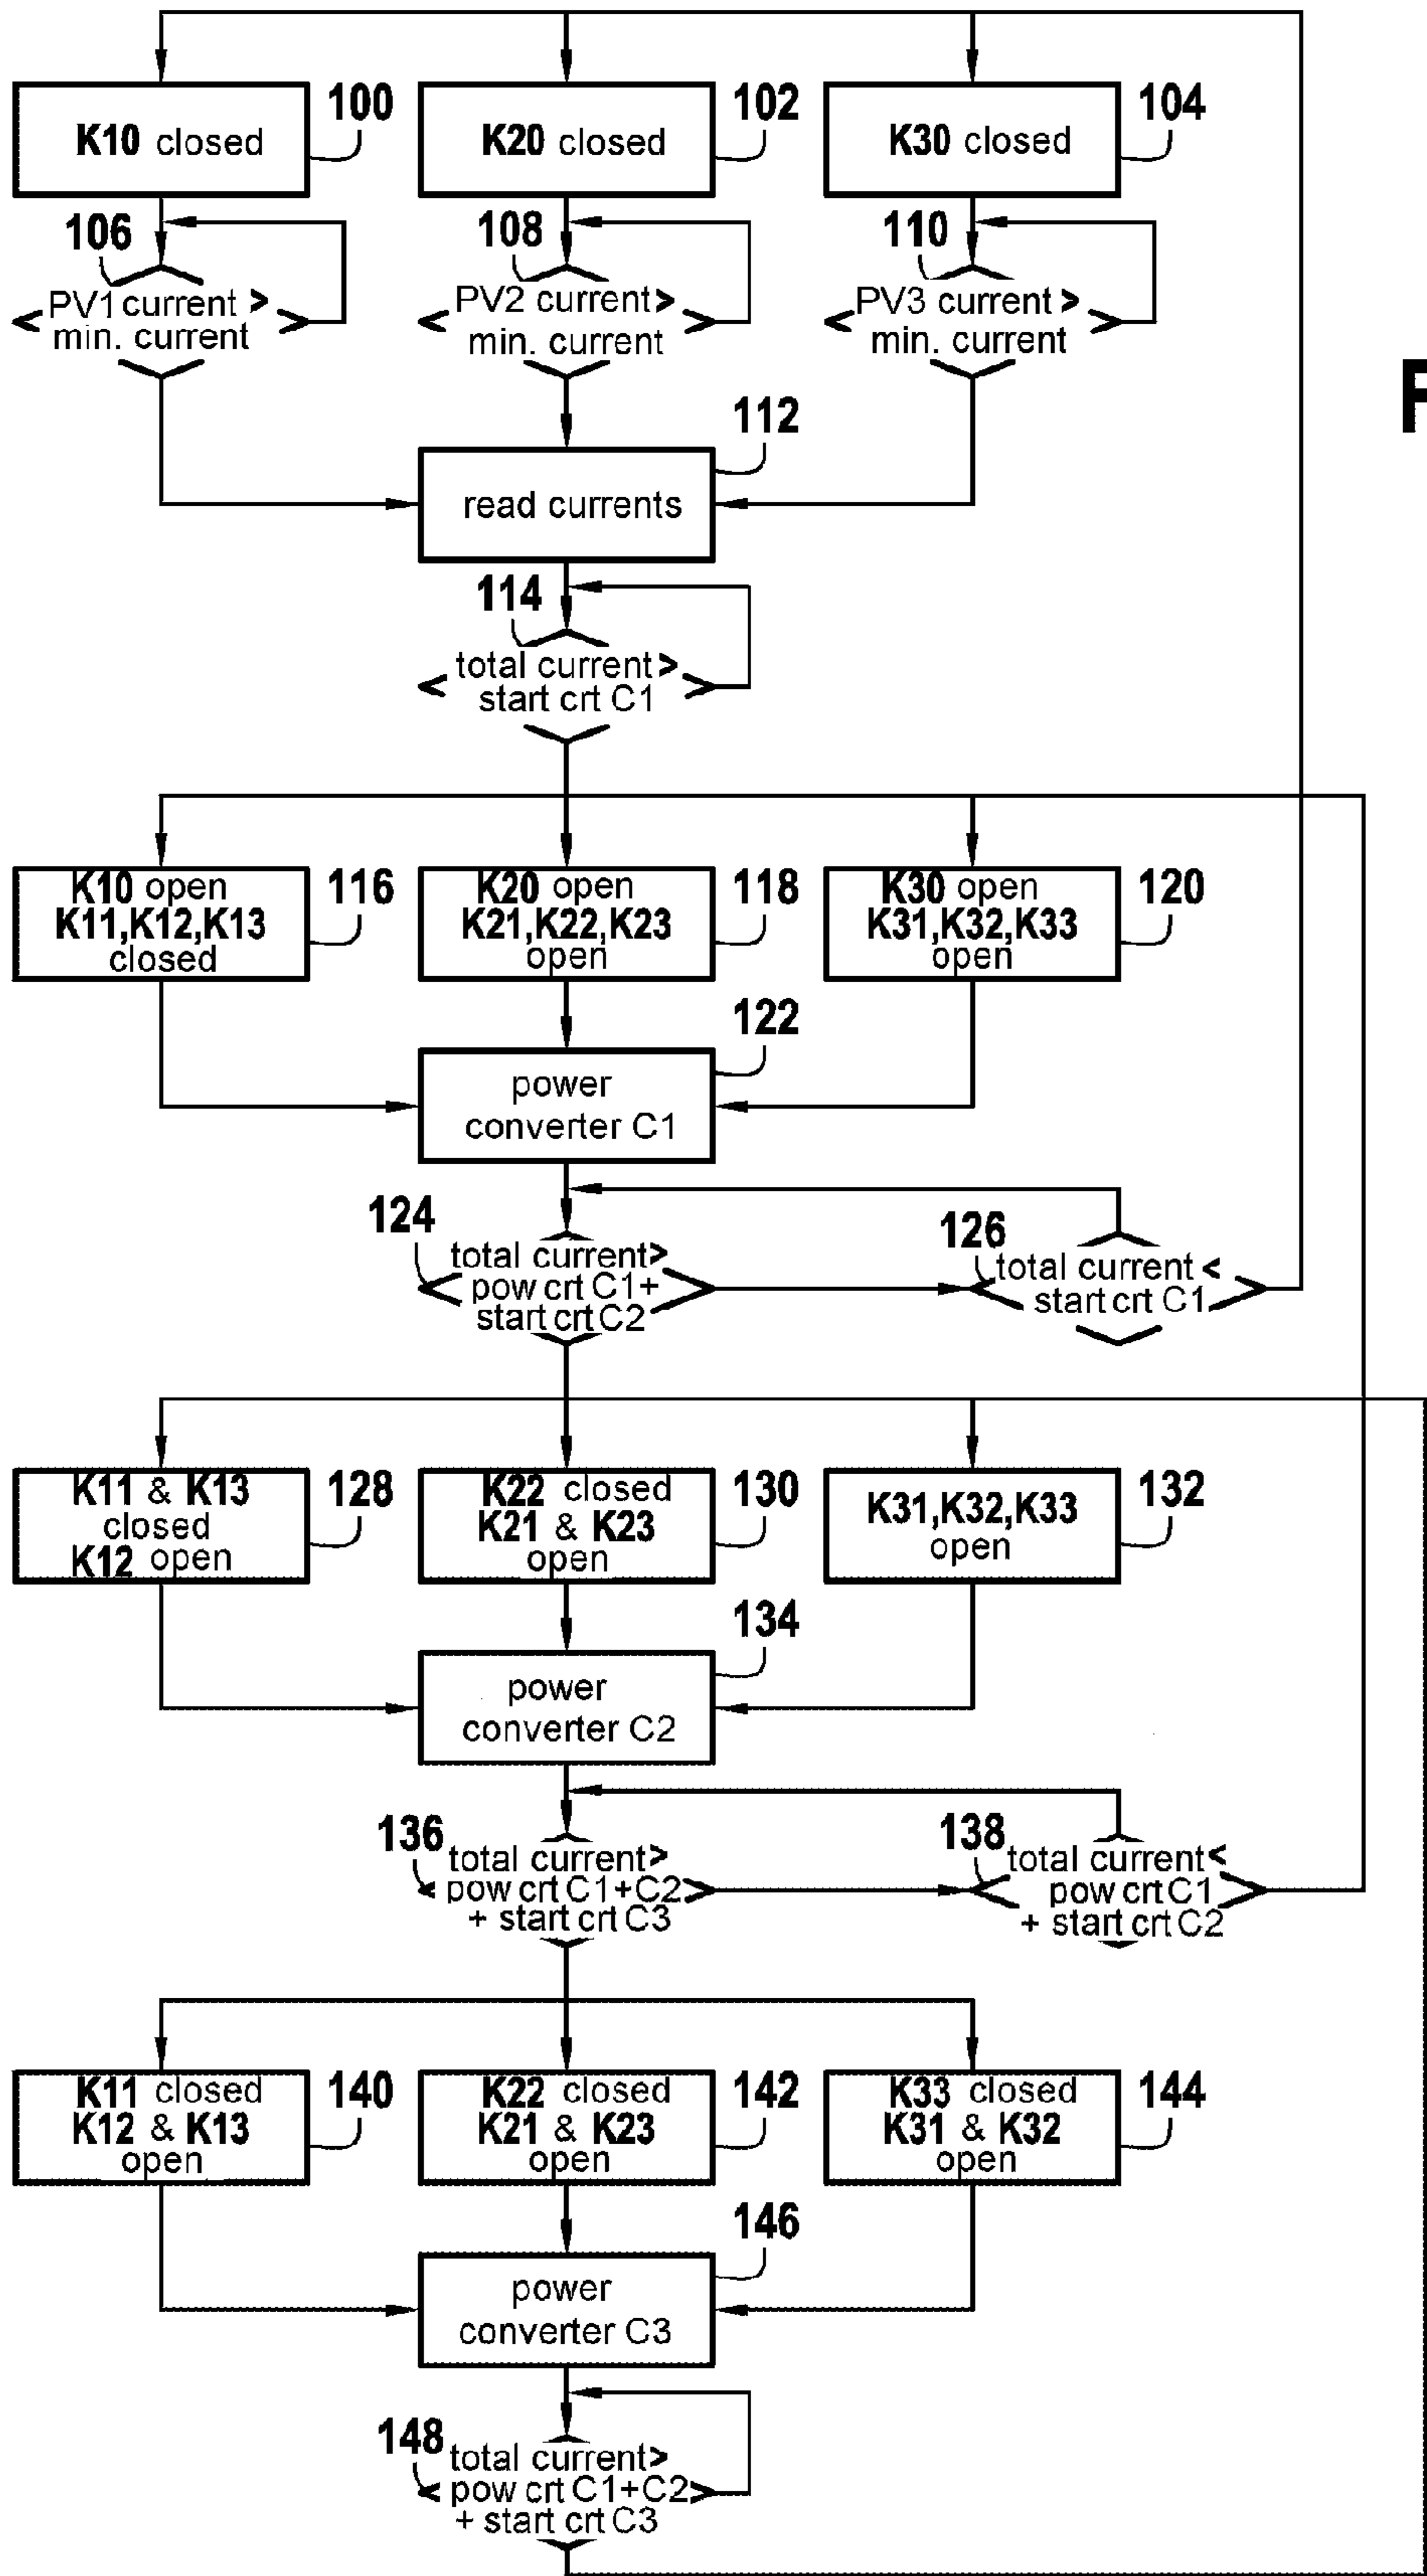 100
102
104
K10 closed
K20 closed
K30 closed
106
108
110
PV1 current >
min. current
PV2 current >
min. current
PV3 current >
min. current
F
112
read currents
114
total current >
start crt C1
K10 open
K11,K12,K13
closed
116
K20 open
K21,K22,K23
open
118
K30 open
K31,K32,K33
open
120
122
power
converter C1
124
total current >
pow crt C1+
start crt C2
126
total current <
start crt C1
K11 & K13
closed
K12 open
128
K22 closed
K21 & K23
open
130
K31,K32,K33
open
132
134
power
converter C2
136
total current >
pow crt C1+C2
+ start crt C3
138
total current <
pow crt C1
+ start crt C2
K11 closed
K12 & K13
open
140
K22 closed
K21 & K23
open
142
K33 closed
K31 & K32
open
144
146
power
converter C3
148
total current >
pow crt C1+C2
+ start crt C3